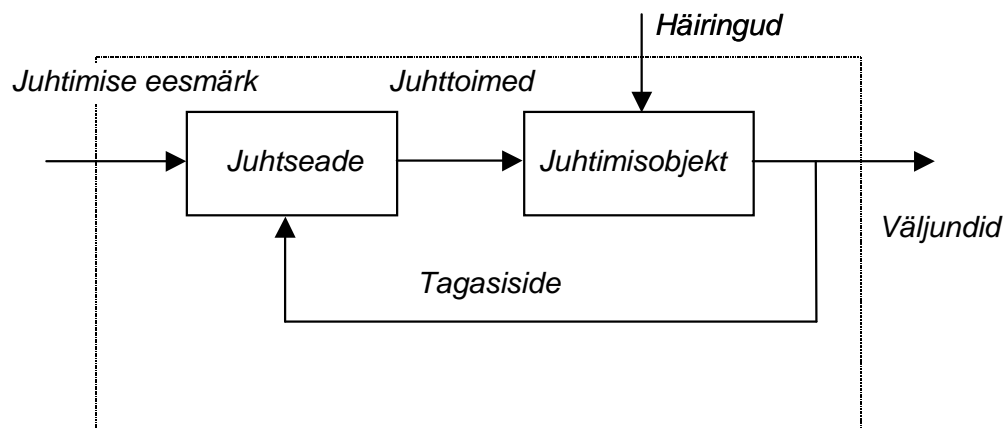 Häiringud
Juhtimise eesmärk
Juhttoimed
Juhtseade
Juhtimisobjekt
Väljundid
Tagasiside